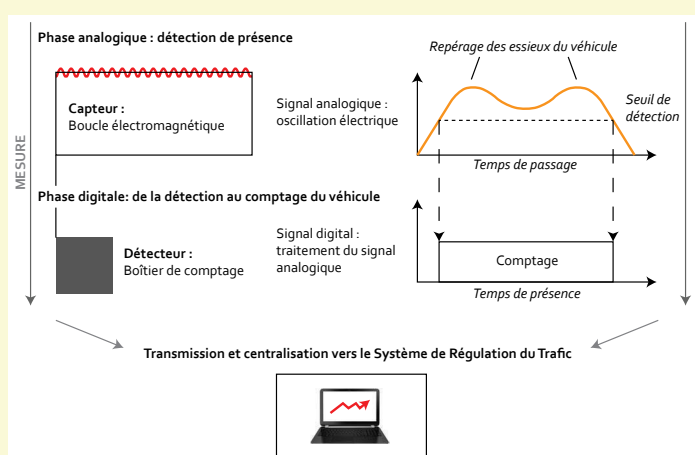 Phase analogique : détection de présence
Repérage des essieux du véhicule
Capteur :
Boucle électromagnétique
Signal analogique :
oscillation électrique
Seuil de
détection
MESURE
Temps de passage
Phase digitale: de la détection au comptage du véhicule
Détecteur :
Boîtier de comptage
Signal digital :
traitement du signal
analogique
Comptage
Temps de présence
Transmission et centralisation vers le Système de Régulation du Trafic